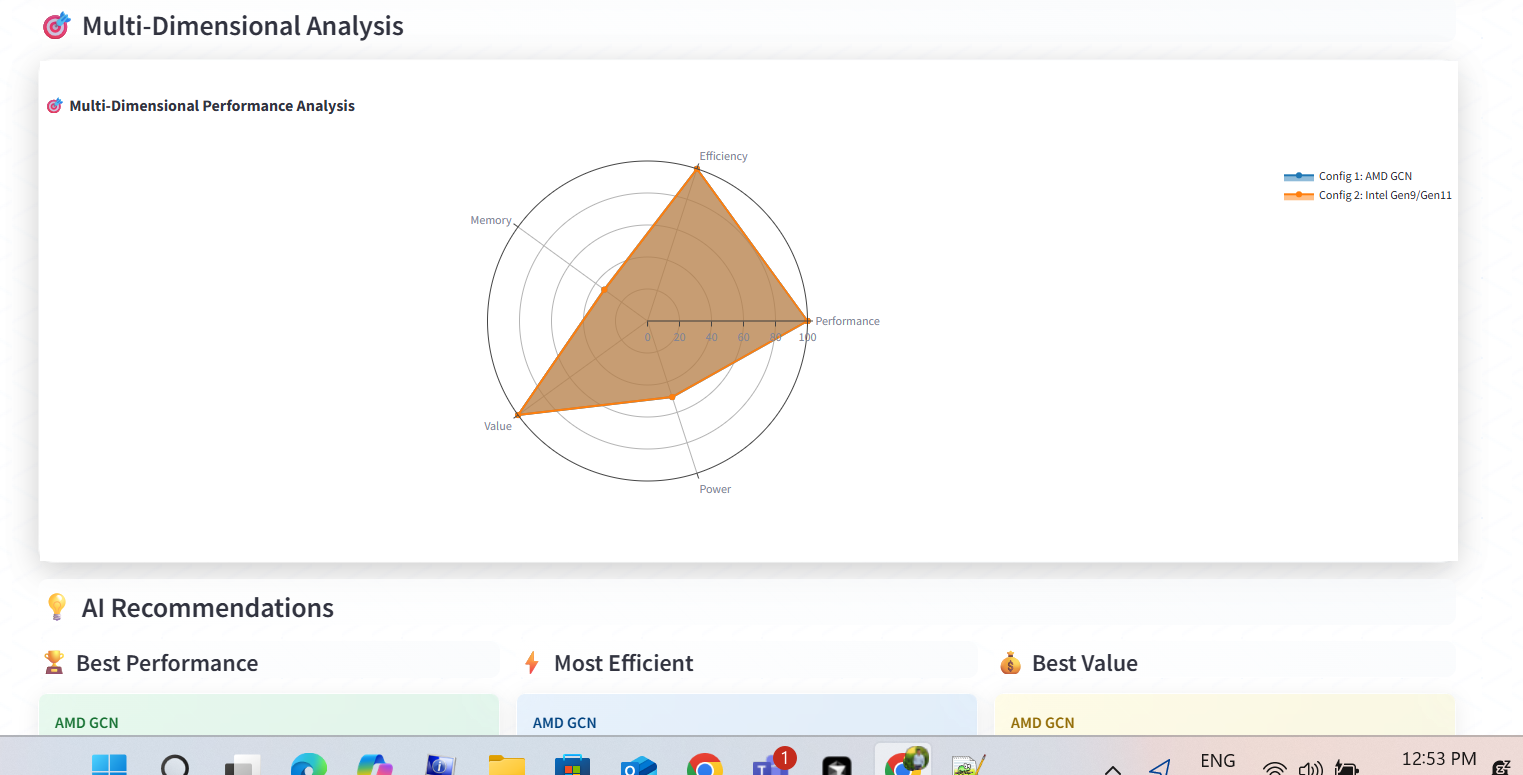 Multi-Dimensional Analysis
Multi-Dimensional Performance Analysis
Efficiency
Config 1: AMD GCN
Config 2: Intel Gen9/Gen11
Memory
Performance
0 20 40 60 80 100
Value
Power
AI Recommendations
Best Performance
Most Efficient
Best Value
AMD GCN
AMD GCN
AMD GCN
1
ENG
12:53 PM